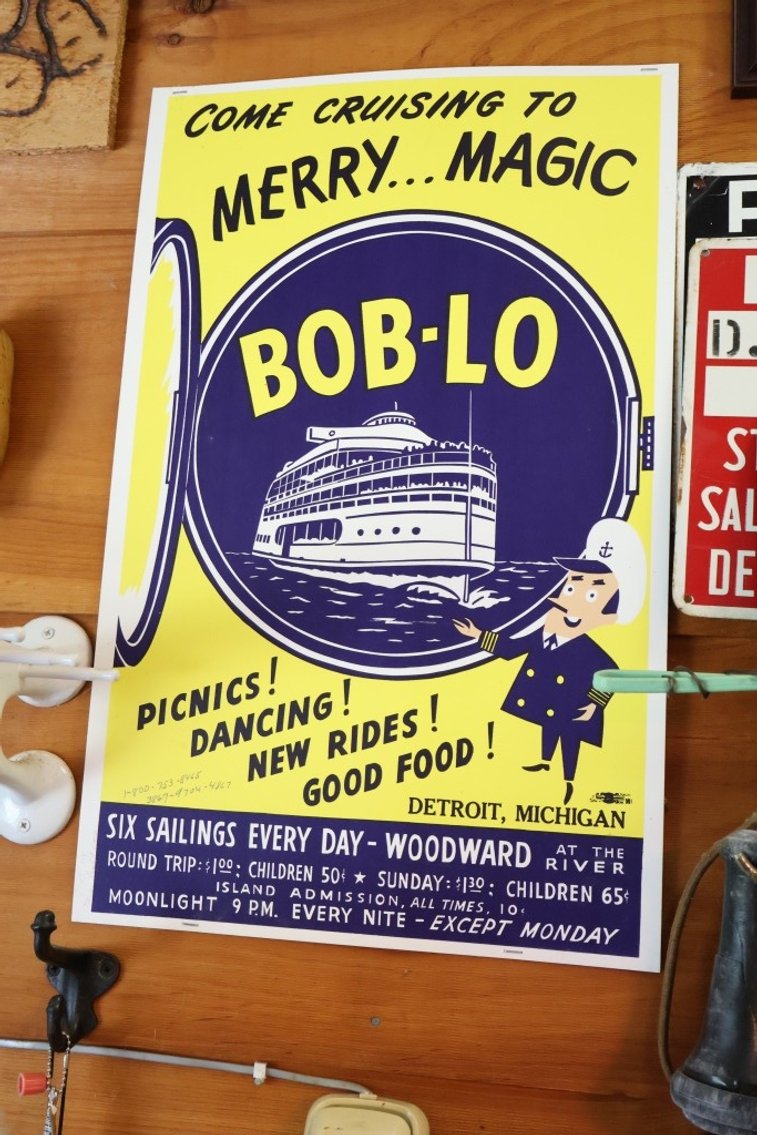 COME CRUISING TO
MERRY... MAGIC
BOB-LO
PICNICS!
DANCING!
NEW RIDES!
GOOD FOOD!
DETROIT, MICHIGAN
SIX SAILINGS EVERY DAY - WOODWARD AT THE RIVER
ROUND TRIP: $1.00; CHILDREN 50¢ ★ SUNDAY: $1.30; CHILDREN 65¢
ISLAND ADMISSION, ALL TIMES, 10¢
MOONLIGHT 9 P.M. EVERY NITE - EXCEPT MONDAY
D.